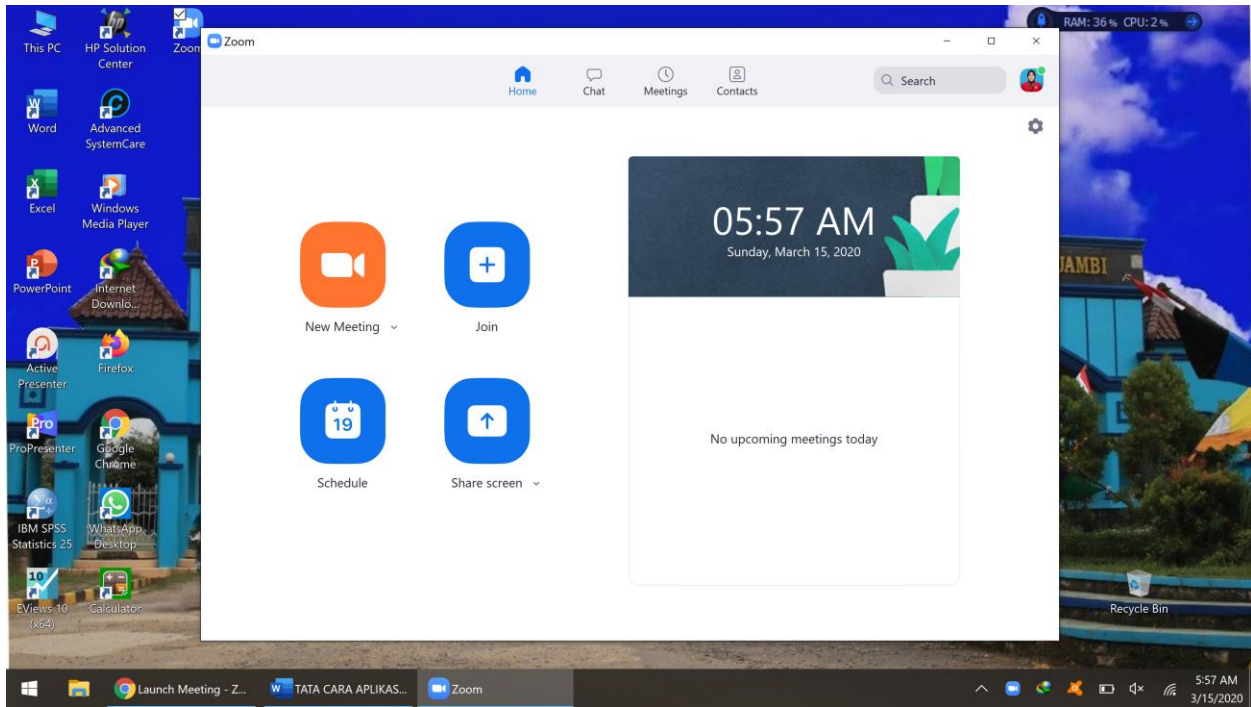 This PC
HP Solution
Center
Zoom
Word
Advanced
SystemCare
Excel
Windows
Media Player
PowerPoint
Internet
Downlo...
Active
Presenter
Firefox
Pro
ProPresenter
Google
Chrome
IBM SPSS
Statistics 25
WhatsApp
Desktop
10
EViews 10
(x64)
Calculator
Zoom
Home
Chat
Meetings
Contacts
Search
New Meeting
Join
19
Schedule
Share screen
05:57 AM
Sunday, March 15, 2020
No upcoming meetings today
RAM: 36 % CPU: 2 %
JAMBI
Recycle Bin
Launch Meeting - Z...
TATA CARA APLIKAS...
Zoom
5:57 AM
3/15/2020